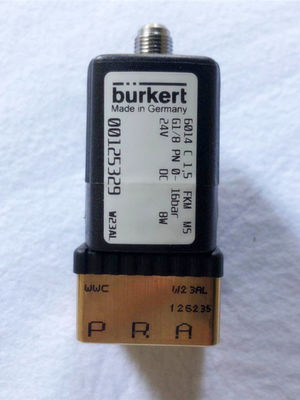 bürkert
Made in Germany
00125329
W23AL
6014 C 1,5 FKM MS
G1/8 PN 0- 16bar
24V DC 8W
WWC W23AL
126235
P R A